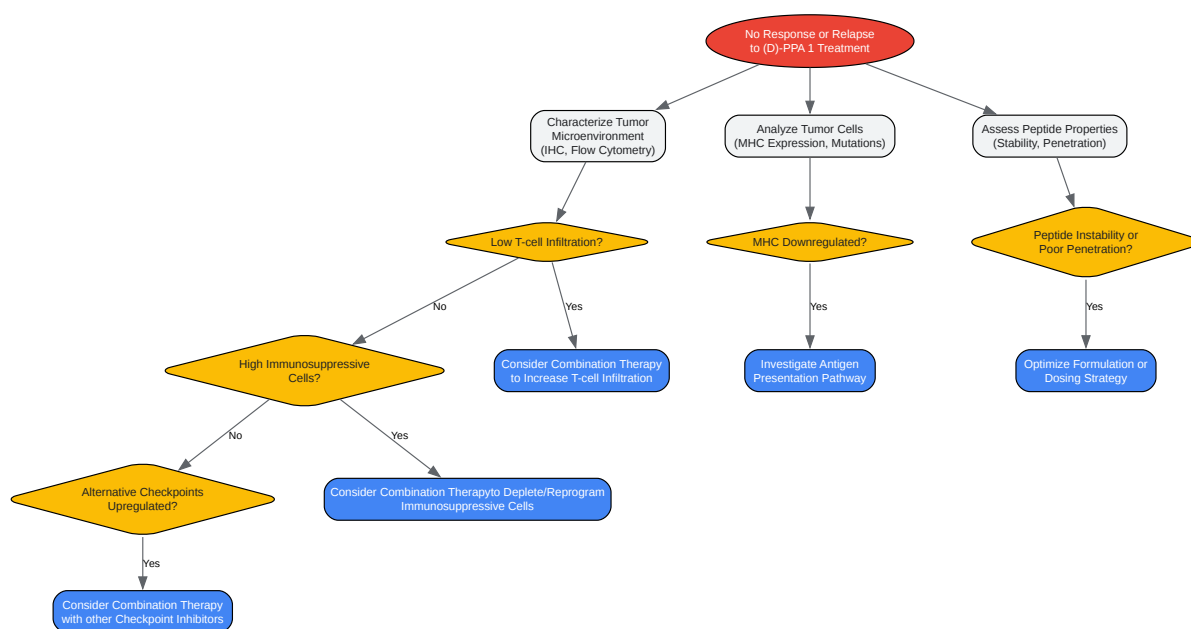 No Response or Relapse
to (D)-PPA 1 Treatment
Characterize Tumor
Microenvironment
(IHC, Flow Cytometry)
Analyze Tumor Cells
(MHC Expression, Mutations)
Assess Peptide Properties
(Stability, Penetration)
Low T-cell Infiltration?
MHC Downregulated?
Peptide Instability or
Poor Penetration?
No
Yes
Yes
Yes
High Immunosuppressive
Cells?
Consider Combination Therapy
to Increase T-cell Infiltration
Investigate Antigen
Presentation Pathway
Optimize Formulation or
Dosing Strategy
No
Yes
Alternative Checkpoints
Upregulated?
Consider Combination Therapyto Deplete/Reprogram
Immunosuppressive Cells
Yes
Consider Combination Therapy
with other Checkpoint Inhibitors